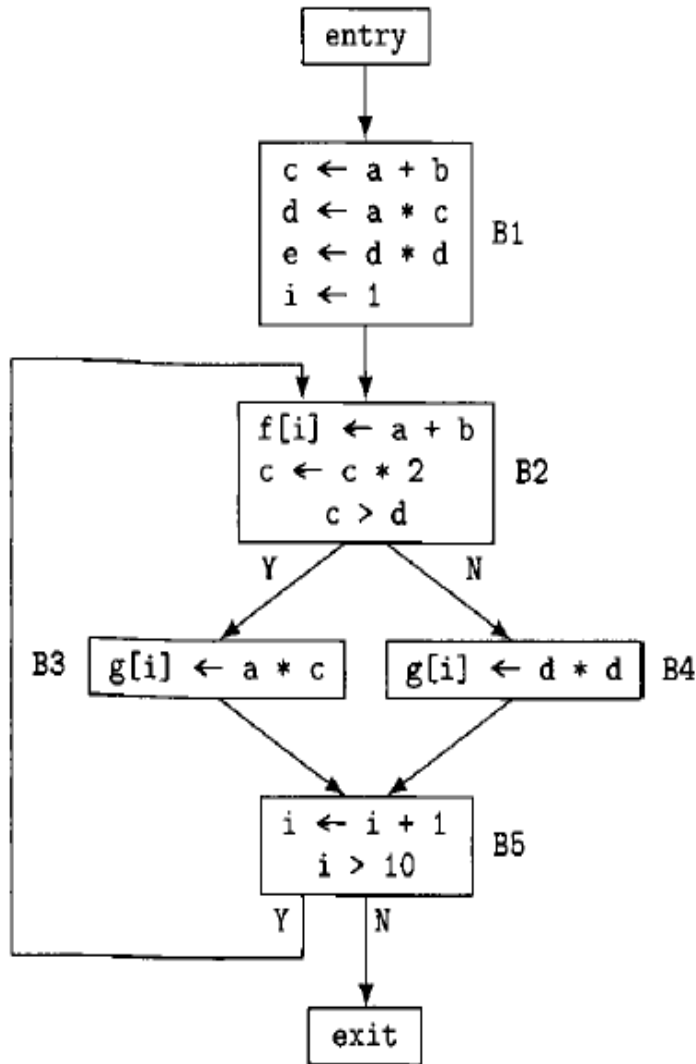 entry
c ← a + b
d ← a * c
e ← d * d
i ← 1
B1
f[i] ← a + b
c ← c * 2
c > d
B2
Y N
B3 g[i] ← a * c g[i] ← d * d B4
i ← i + 1
i > 10
B5
Y N
exit